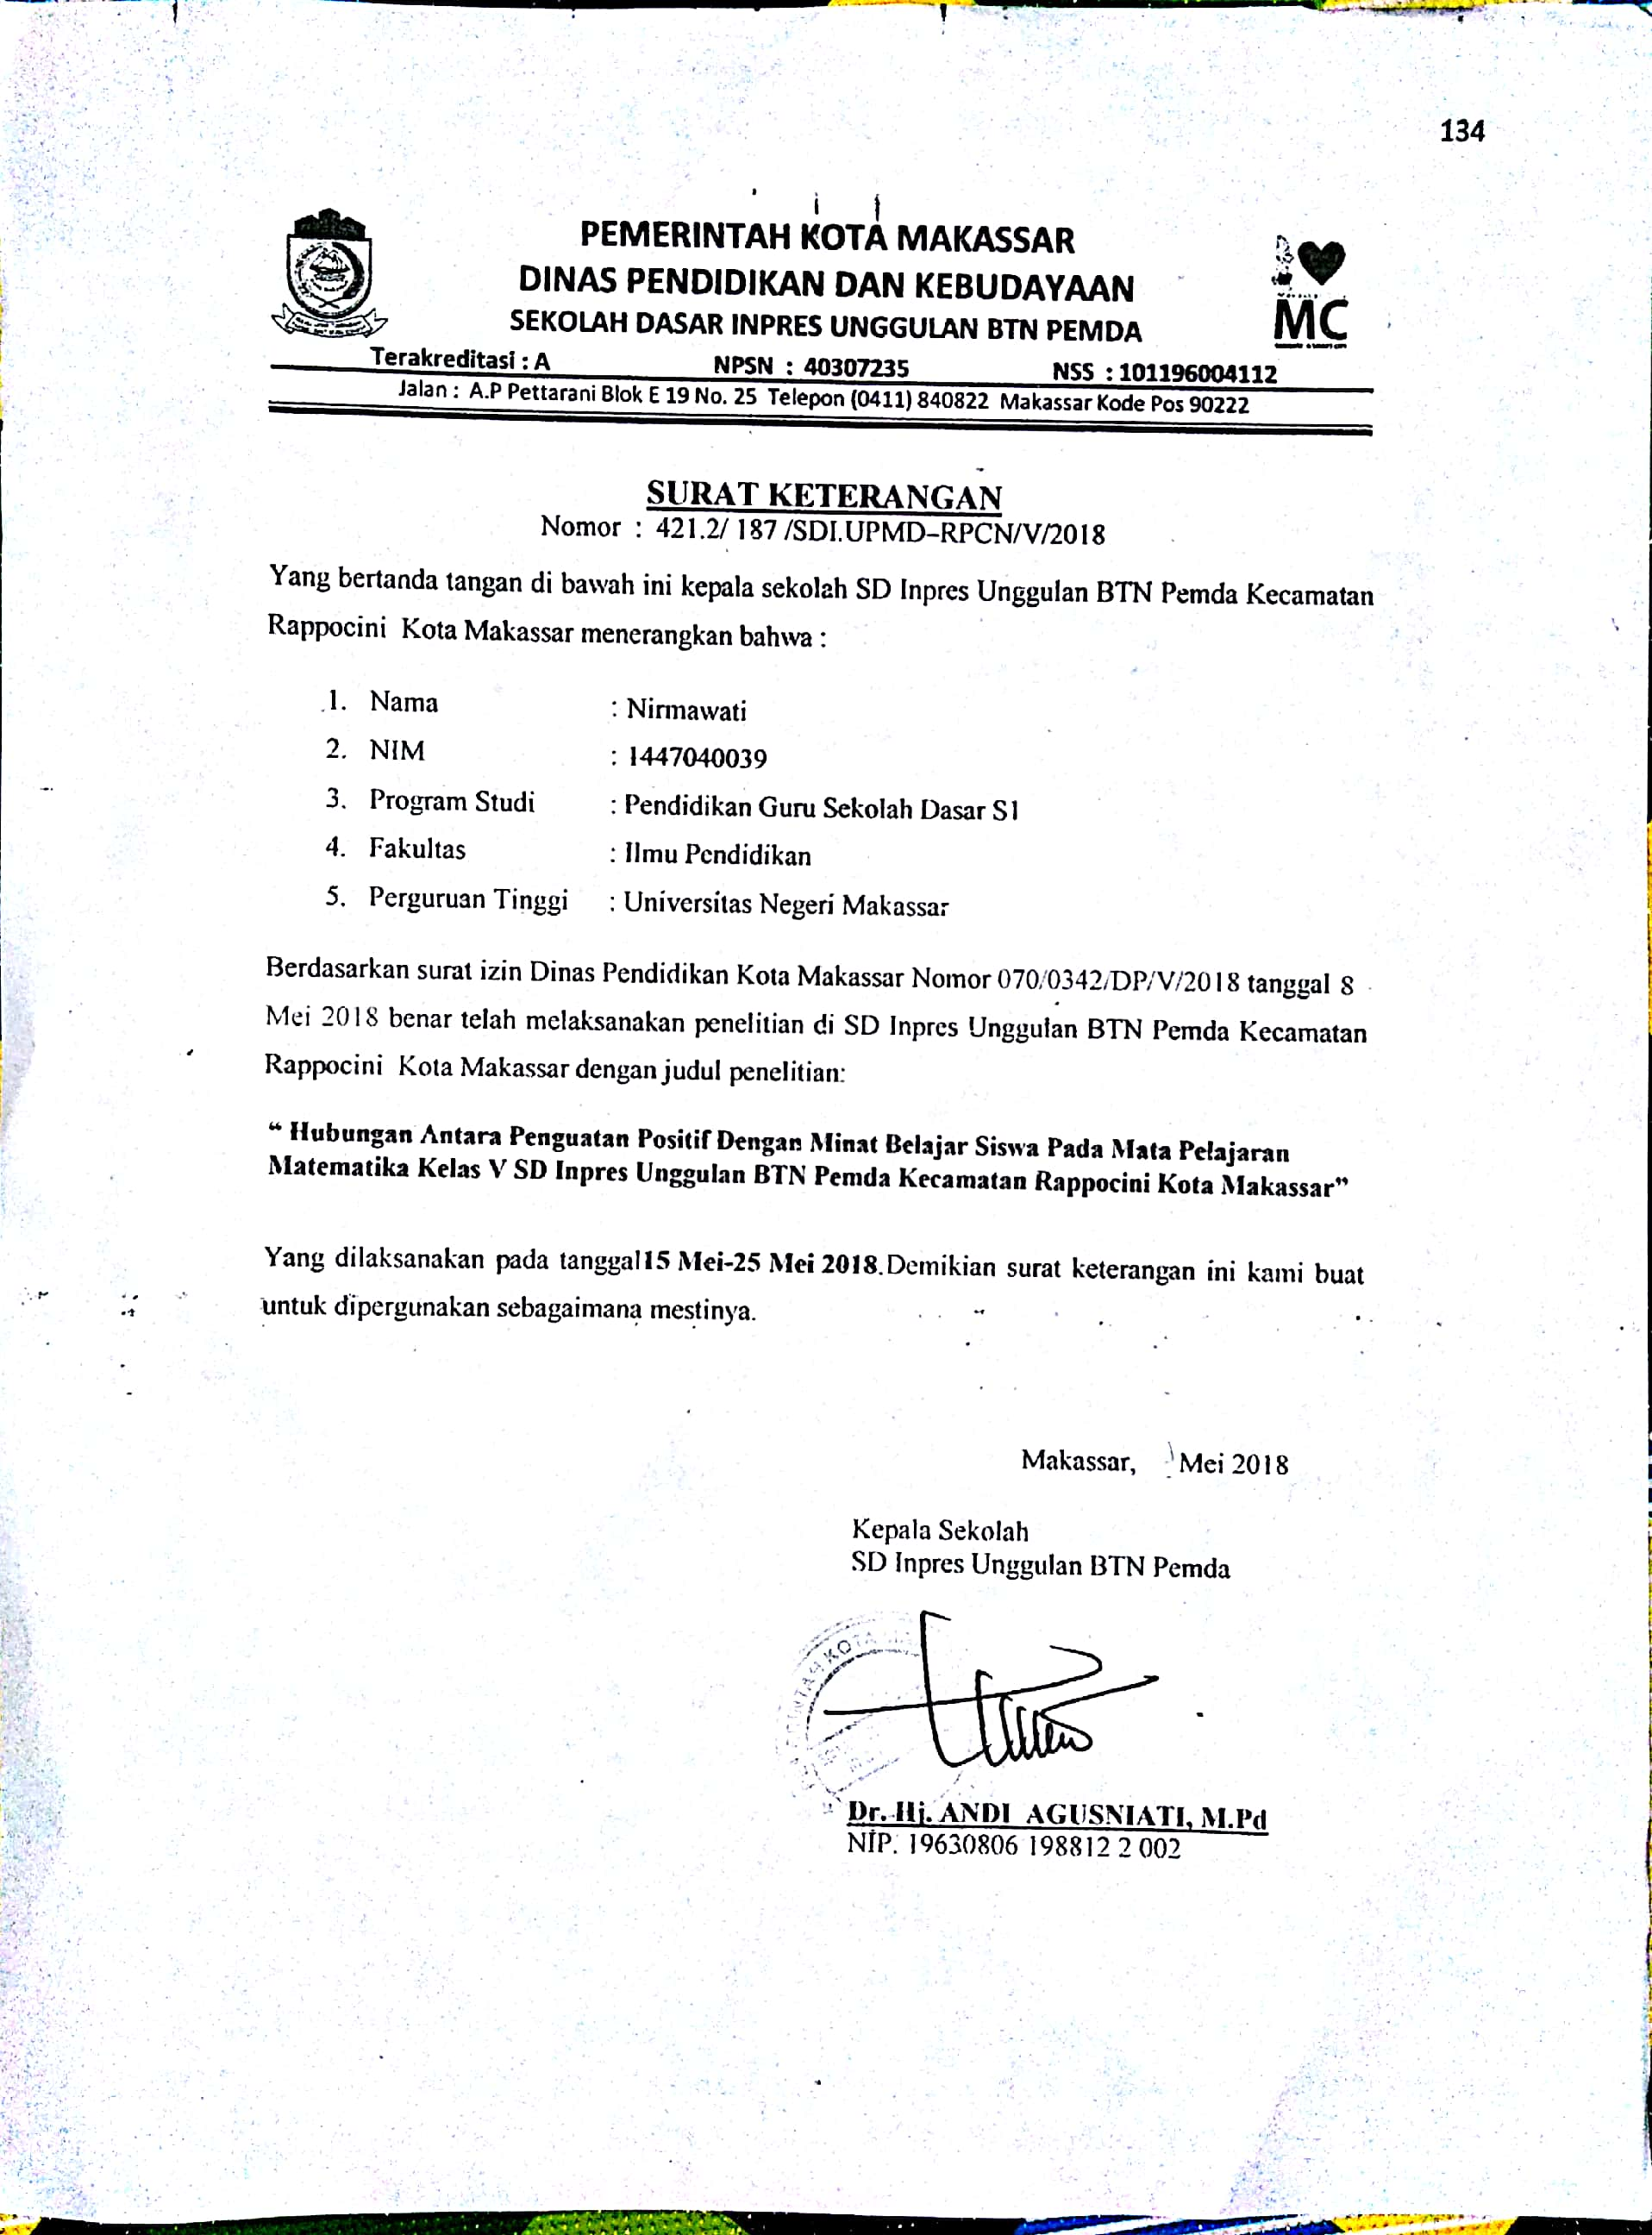 134
PEMERINTAH KOTA MAKASSAR
DINAS PENDIDIKAN DAN KEBUDAYAAN
SEKOLAH DASAR INPRES UNGGULAN BTN PEMDA
MC
Terakreditasi : A NPSN : 40307235 NSS : 101196004112
Jalan : A.P Pettarani Blok E 19 No. 25 Telepon (0411) 840822 Makassar Kode Pos 90222
SURAT KETERANGAN
Nomor : 421.2/ 187 /SDI.UPMD-RPCN/V/2018
Yang bertanda tangan di bawah ini kepala sekolah SD Inpres Unggulan BTN Pemda Kecamatan
Rappocini Kota Makassar menerangkan bahwa :
1. Nama : Nirmawati
2. NIM : 1447040039
3. Program Studi : Pendidikan Guru Sekolah Dasar S1
4. Fakultas : Ilmu Pendidikan
5. Perguruan Tinggi : Universitas Negeri Makassar
Berdasarkan surat izin Dinas Pendidikan Kota Makassar Nomor 070/0342/DP/V/2018 tanggal 8
Mei 2018 benar telah melaksanakan penelitian di SD Inpres Unggulan BTN Pemda Kecamatan
Rappocini Kota Makassar dengan judul penelitian:
“ Hubungan Antara Penguatan Positif Dengan Minat Belajar Siswa Pada Mata Pelajaran
Matematika Kelas V SD Inpres Unggulan BTN Pemda Kecamatan Rappocini Kota Makassar”
Yang dilaksanakan pada tanggal15 Mei-25 Mei 2018.Demikian surat keterangan ini kami buat
untuk dipergunakan sebagaimana mestinya.
Makassar, Mei 2018
Kepala Sekolah
SD Inpres Unggulan BTN Pemda
KOTA
Dr. Hj. ANDI AGUSNIATI, M.Pd
NIP. 19630806 198812 2 002